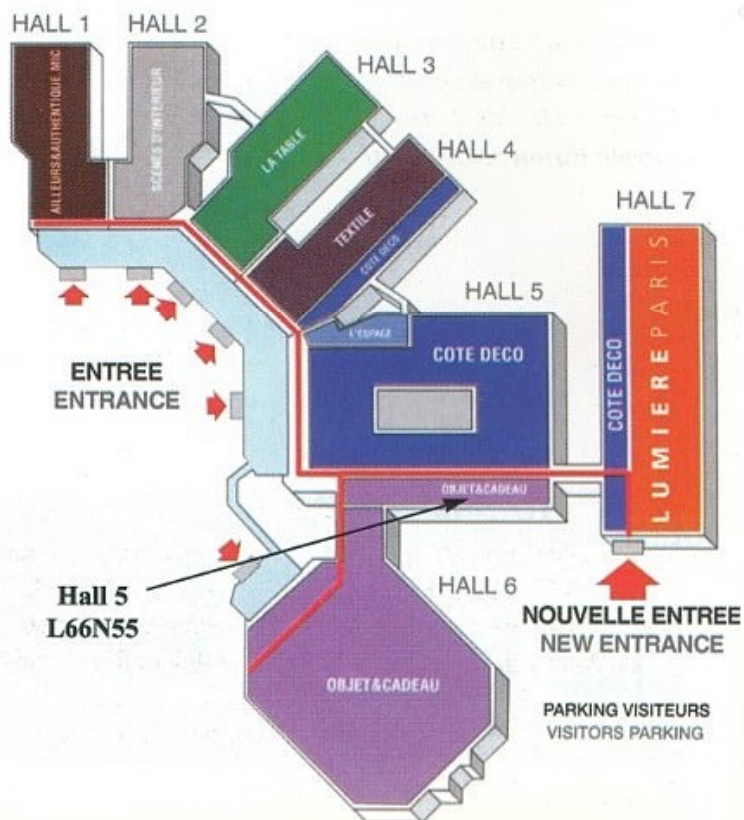 HALL 1
HALL 2
HALL 3
HALL 4
HALL 7
AILLEURS&AUTHENTIQUE.MIC
SCENES D'INTERIEUR
LA TABLE
TEXTILE
COTE DECO
HALL 5
L'ESPACE
COTE DECO
COTE DECO
LUMIERE PARIS
ENTREE
ENTRANCE
OBJET&CADEAU
Hall 5
L66N55
HALL 6
OBJET&CADEAU
NOUVELLE ENTREE
NEW ENTRANCE
PARKING VISITEURS
VISITORS PARKING